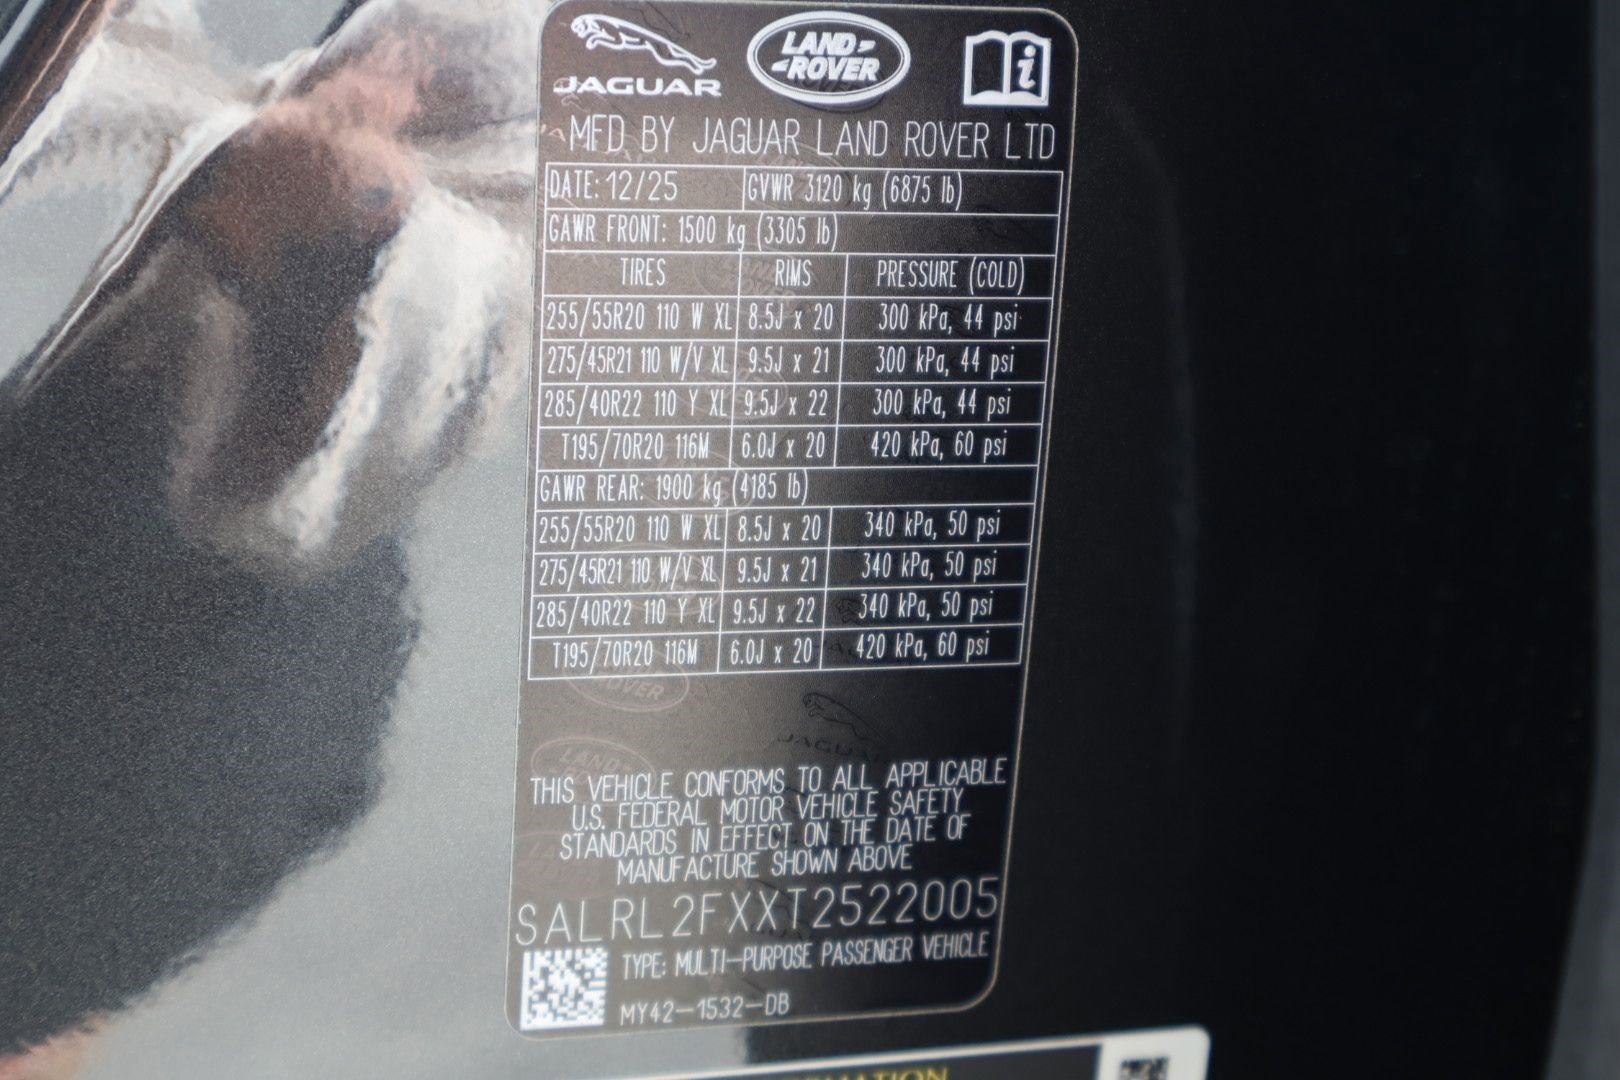 JAGUAR LAND ROVER
MFD BY JAGUAR LAND ROVER LTD
DATE: 12/25 GVWR 3120 kg (6875 lb)
GAWR FRONT: 1500 kg (3305 lb)
TIRES RIMS PRESSURE (COLD)
255/55R20 110 W XL 8.5J x 20 300 kPa, 44 psi
275/45R21 110 W/V XL 9.5J x 21 300 kPa, 44 psi
285/40R22 110 Y XL 9.5J x 22 300 kPa, 44 psi
T195/70R20 116M 6.0J x 20 420 kPa, 60 psi
GAWR REAR: 1900 kg (4185 lb)
255/55R20 110 W XL 8.5J x 20 340 kPa, 50 psi
275/45R21 110 W/V XL 9.5J x 21 340 kPa, 50 psi
285/40R22 110 Y XL 9.5J x 22 340 kPa, 50 psi
T195/70R20 116M 6.0J x 20 420 kPa, 60 psi
THIS VEHICLE CONFORMS TO ALL APPLICABLE
U.S. FEDERAL MOTOR VEHICLE SAFETY
STANDARDS IN EFFECT ON THE DATE OF
MANUFACTURE SHOWN ABOVE
SALRL2FXXT2522005
TYPE: MULTI-PURPOSE PASSENGER VEHICLE
MY42-1532-DB